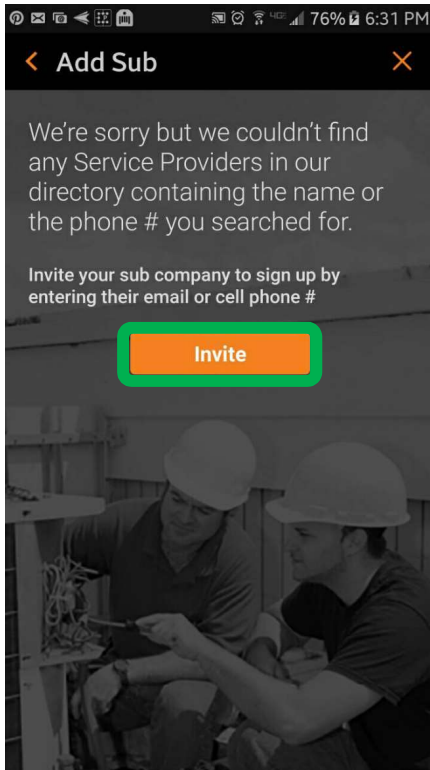 76% 6:31 PM
Add Sub
We're sorry but we couldn't find
any Service Providers in our
directory containing the name or
the phone # you searched for.
Invite your sub company to sign up by
entering their email or cell phone #
Invite